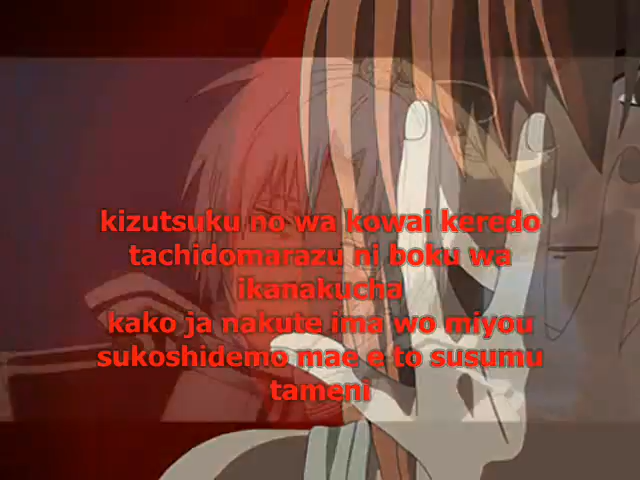 kizutsuku no wa kowai keredo
tachidomarazu ni boku wa
ikanakucha
kako ja nakute ima wo miyou
sukoshidemo mae e to susumu
tameni